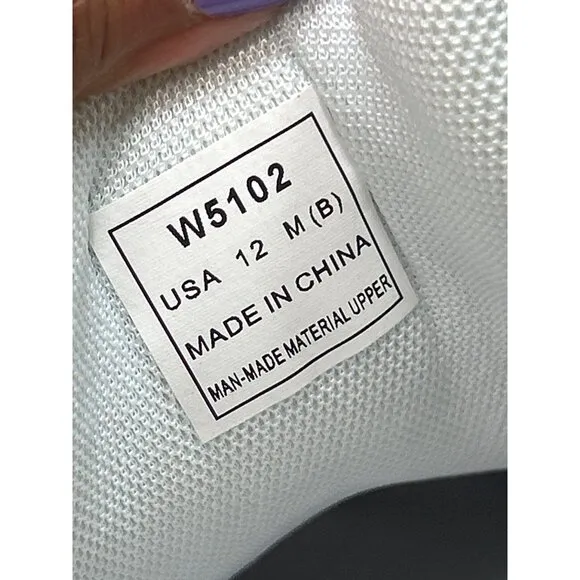 W5102
USA 12 M (B)
MADE IN CHINA
MAN-MADE MATERIAL UPPER